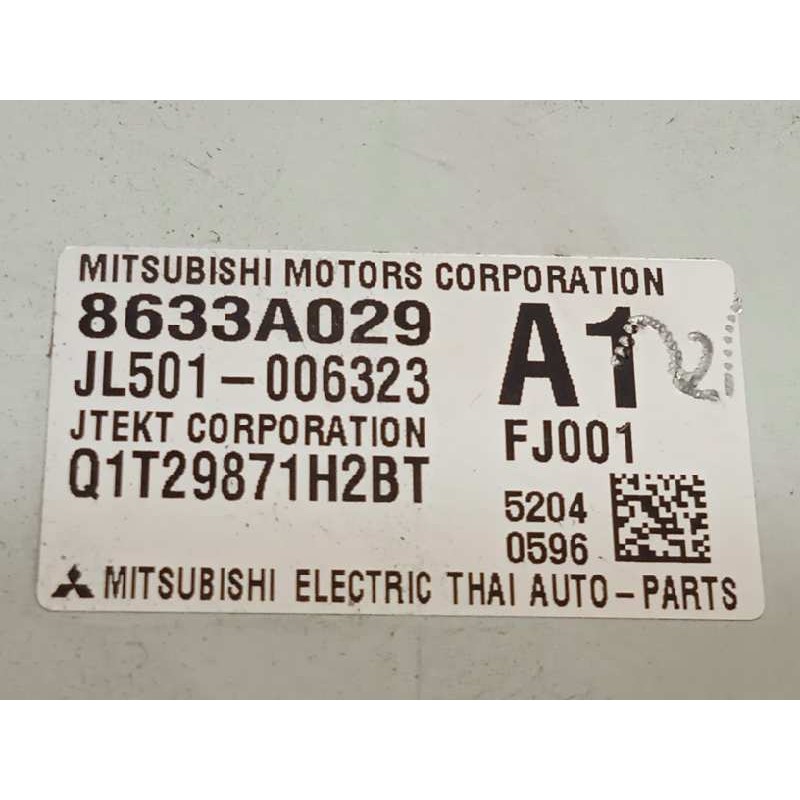 MITSUBISHI MOTORS CORPORATION
8633A029
A1
JL501-006323
JTEKT CORPORATION
FJ001
Q1T29871H2BT
5204
0596
MITSUBISHI ELECTRIC THAI AUTO-PARTS